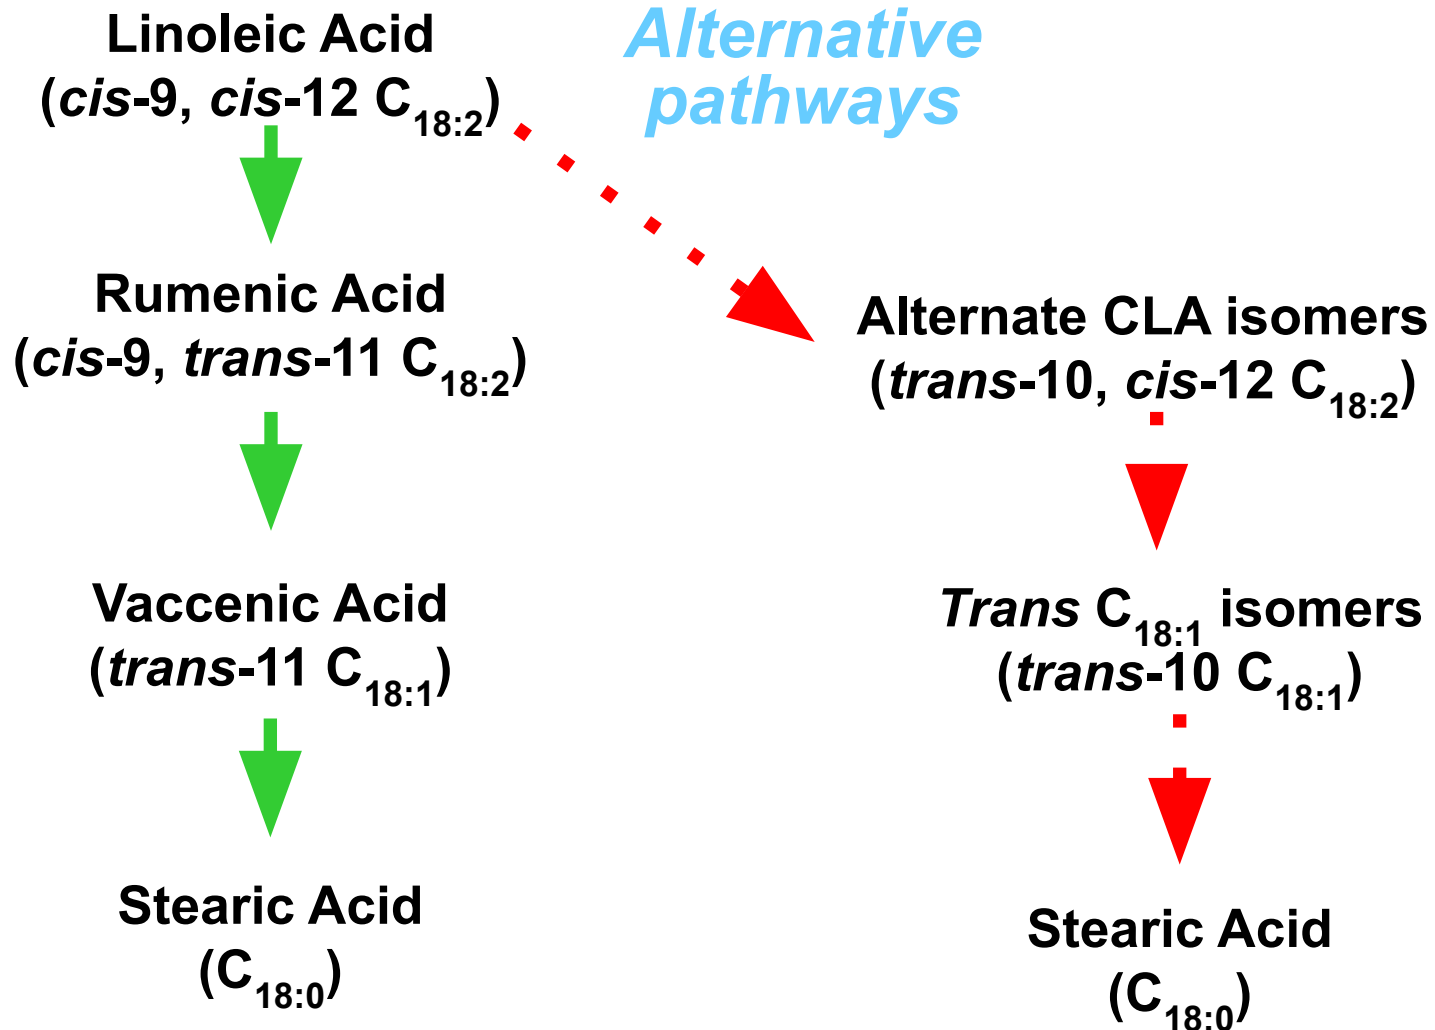 Linoleic Acid
(cis-9, cis-12 C18:2)
Alternative
pathways
Rumenic Acid
(cis-9, trans-11 C18:2)
Alternate CLA isomers
(trans-10, cis-12 C18:2)
Vaccenic Acid
(trans-11 C18:1)
Trans C18:1 isomers
(trans-10 C18:1)
Stearic Acid
(C18:0)
Stearic Acid
(C18:0)